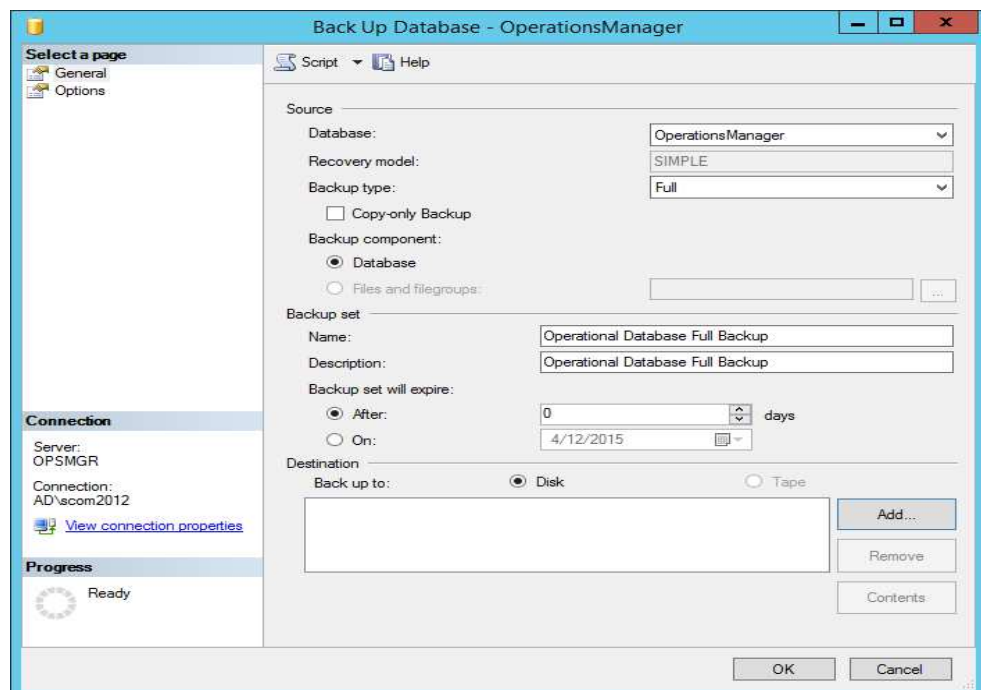 Back Up Database - OperationsManager
Select a page
General
Options
Script
Help
Source
Database:
OperationsManager
Recovery model:
SIMPLE
Backup type:
Full
Copy-only Backup
Backup component:
Database
Files and filegroups:
...
Backup set
Name:
Operational Database Full Backup
Description:
Operational Database Full Backup
Backup set will expire:
After:
0
days
On:
4/12/2015
Destination
Back up to:
Disk
Tape
Add...
Remove
Contents
Connection
Server:
OPSMGR
Connection:
AD\scom2012
View connection properties
Progress
Ready
OK
Cancel